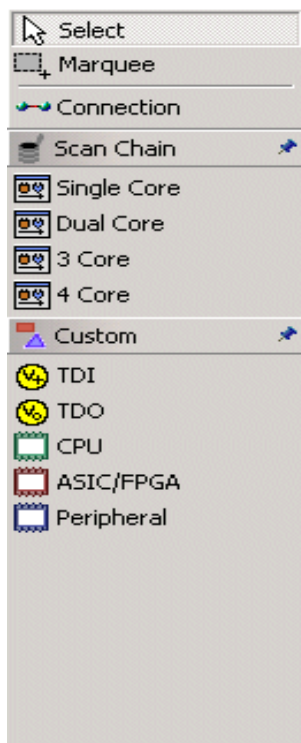 Select
Marquee
Connection
Scan Chain
Single Core
Dual Core
3 Core
4 Core
Custom
V+ TDI
Vo TDO
CPU
ASIC/FPGA
Peripheral